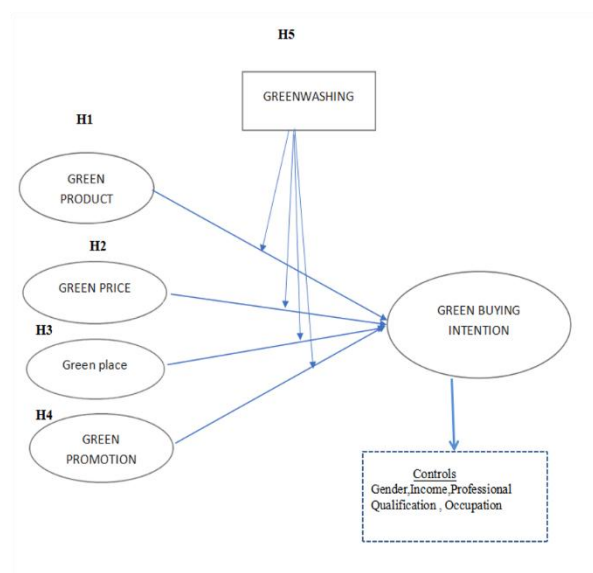 H5
GREENWASHING
H1
GREEN
PRODUCT
H2
GREEN PRICE
H3
Green place
H4
GREEN
PROMOTION
GREEN BUYING
INTENTION
Controls
Gender,Income,Professional
Qualification , Occupation